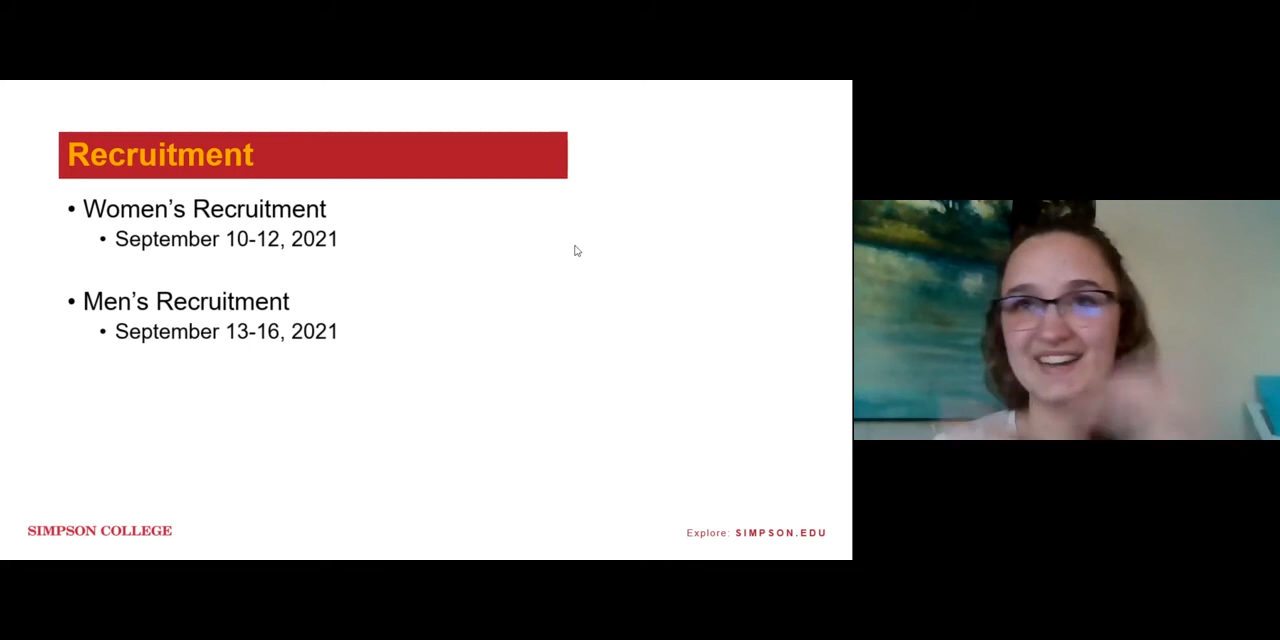 Recruitment
• Women’s Recruitment
• September 10-12, 2021
• Men’s Recruitment
• September 13-16, 2021
SIMPSON COLLEGE
Explore: SIMPSON.EDU